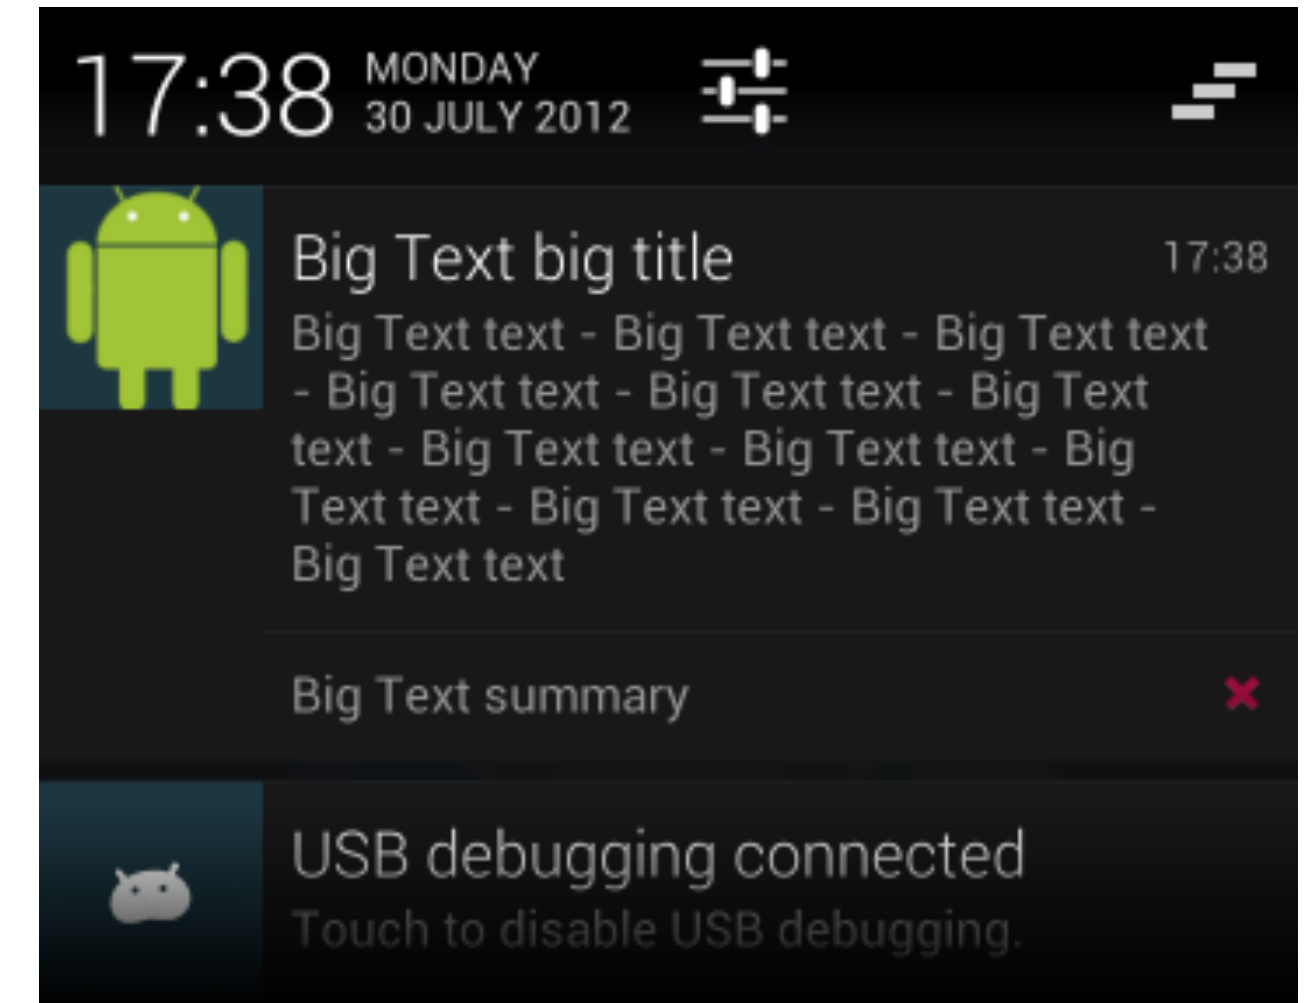 17:38
MONDAY
30 JULY 2012
Big Text big title
17:38
Big Text text - Big Text text - Big Text text
- Big Text text - Big Text text - Big Text
text - Big Text text - Big Text text - Big
Text text - Big Text text - Big Text text -
Big Text text
Big Text summary
USB debugging connected
Touch to disable USB debugging.